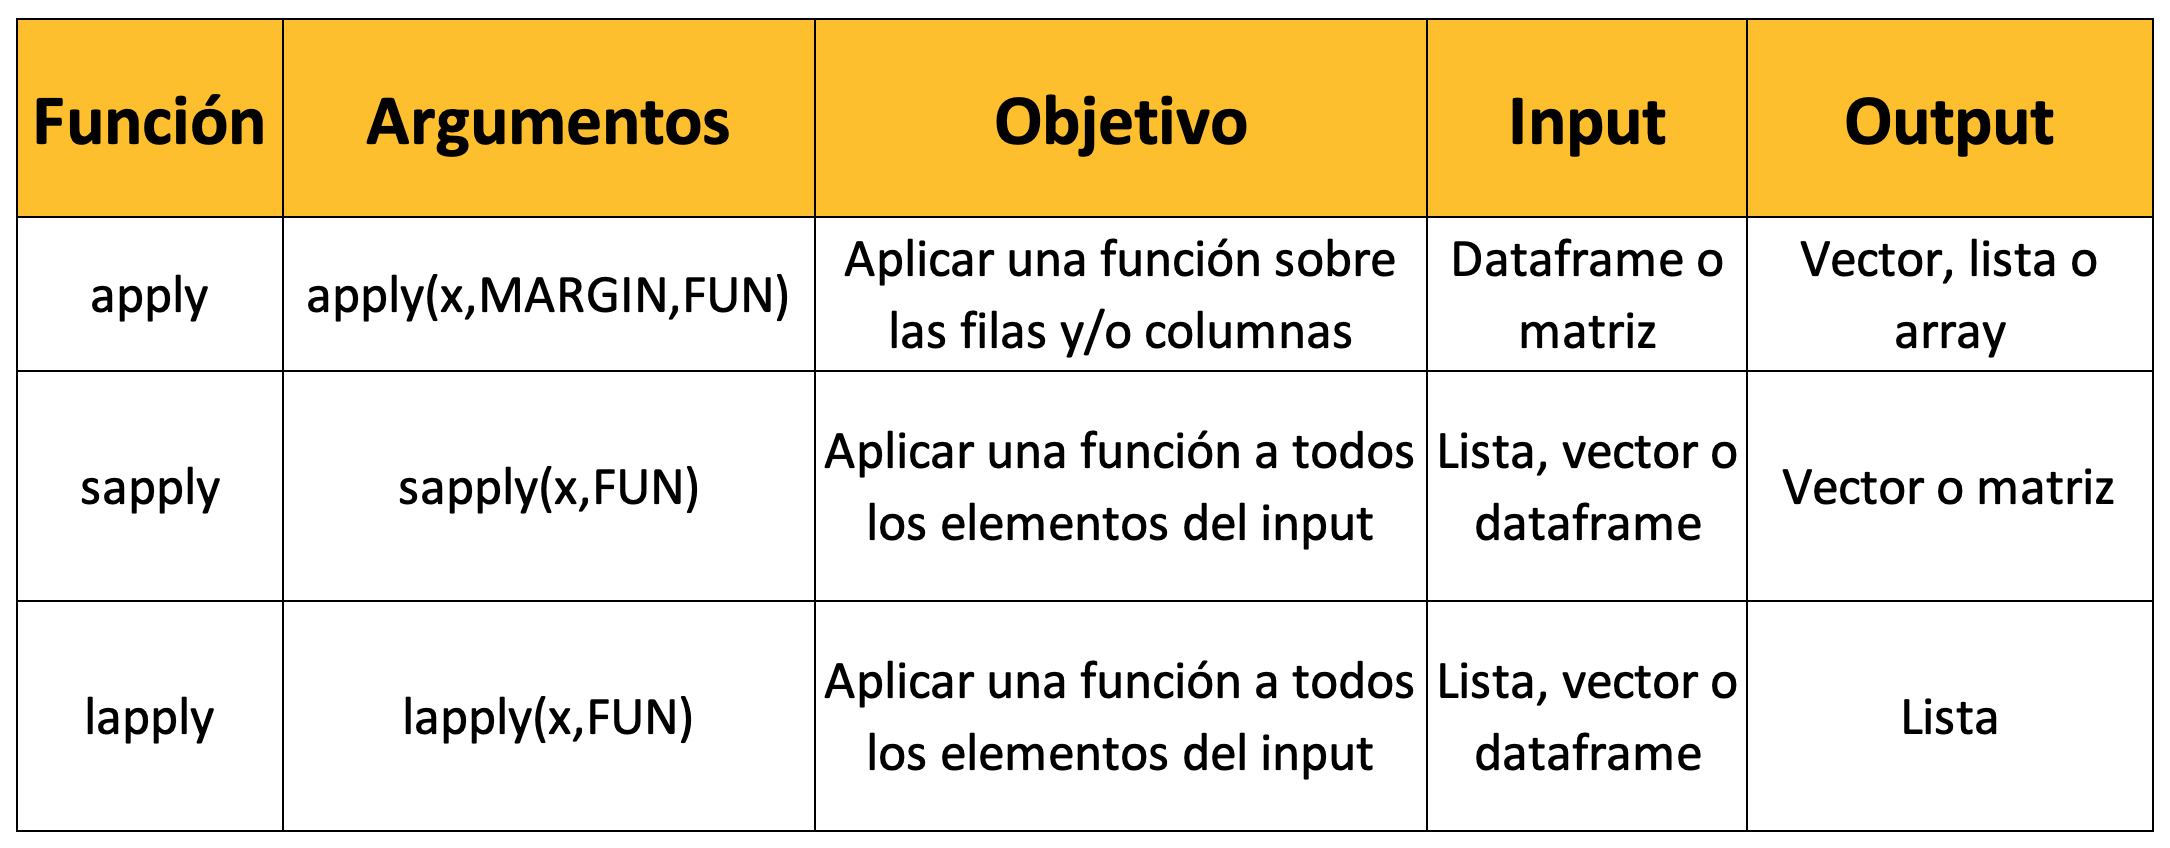 Función Argumentos Objetivo Input Output
apply
apply(x,MARGIN,FUN)
Aplicar una función sobre
las filas y/o columnas
Dataframe o
matriz
Vector, lista o
array
sapply
sapply(x,FUN)
Aplicar una función a todos
los elementos del input
Lista, vector o
dataframe
Vector o matriz
lapply
lapply(x,FUN)
Aplicar una función a todos
los elementos del input
Lista, vector o
dataframe
Lista